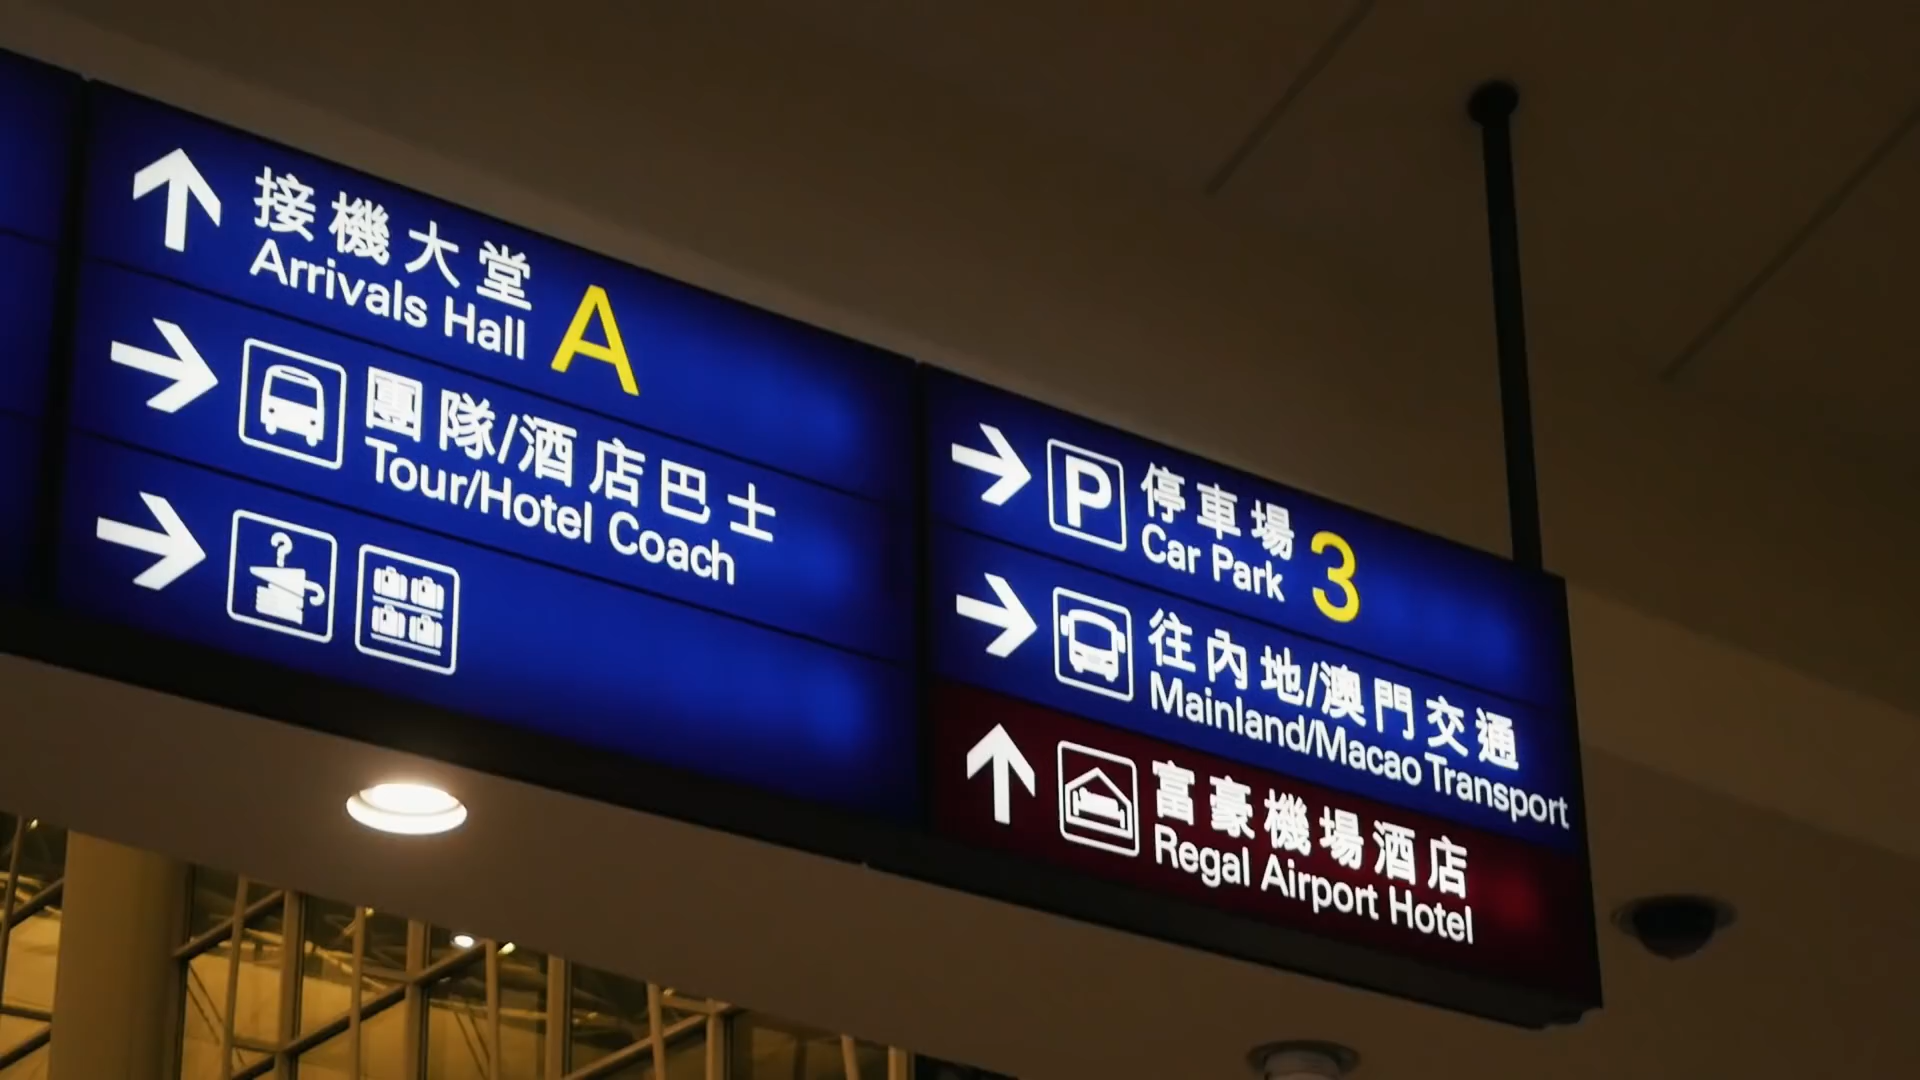 接機大堂
Arrivals Hall
A
團隊/酒店巴士
Tour/Hotel Coach
?
P
停車場
Car Park
3
往內地/澳門交通
Mainland/Macao Transport
富豪機場酒店
Regal Airport Hotel